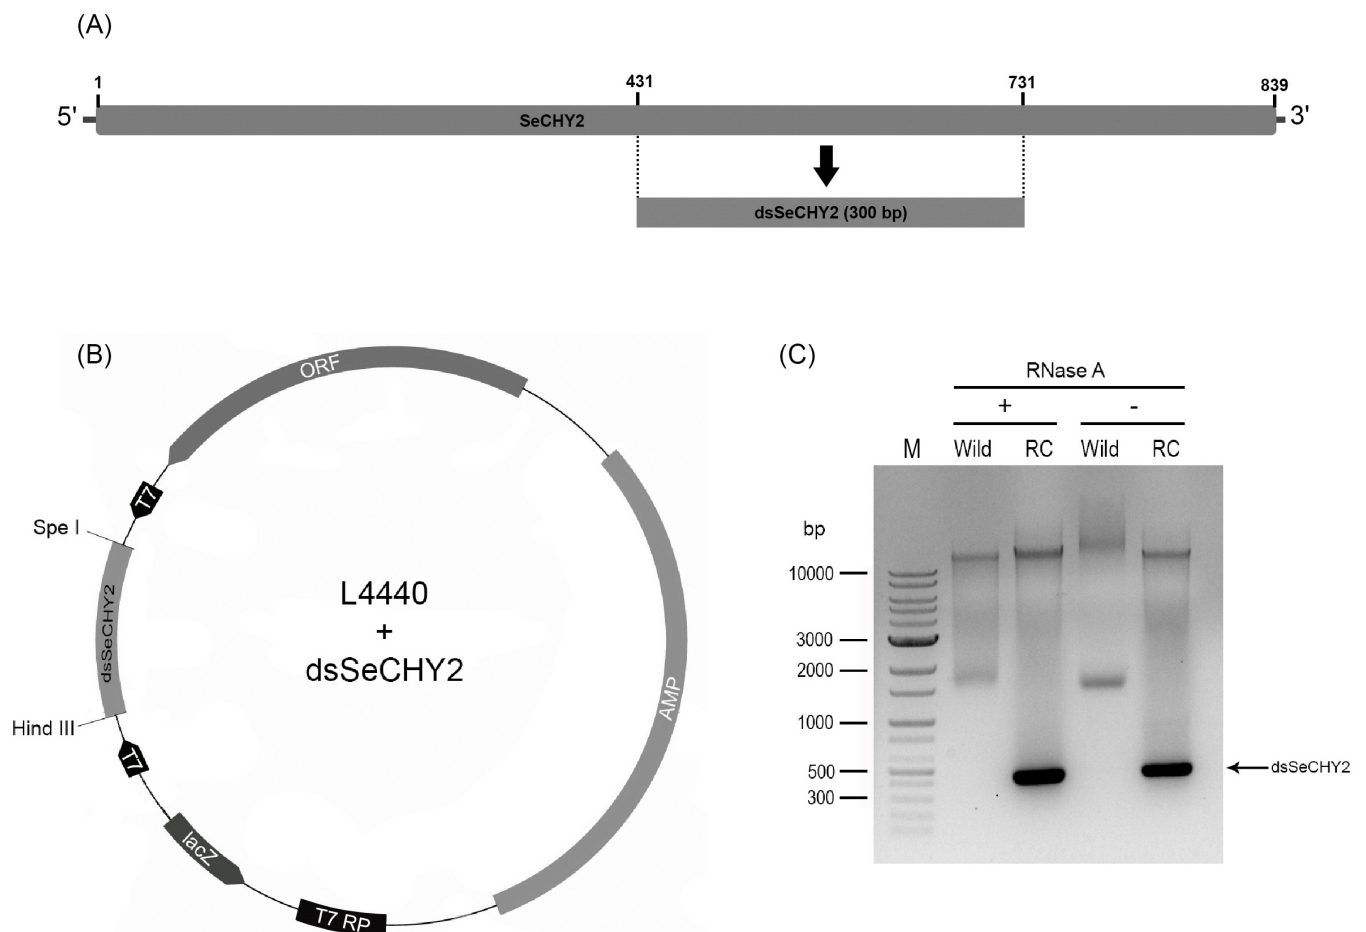 (A)
1
431
731
839
5'
SeCHY2
3'
dsSeCHY2 (300 bp)
(B)
ORF
T7
Spe I
dsSeCHY2
Hind III
T7
lacZ
T7 RP
AMP
L4440
+
dsSeCHY2
(C)
RNase A
+ -
M Wild RC Wild RC
bp
10000
3000
2000
1000
500
300
dsSeCHY2